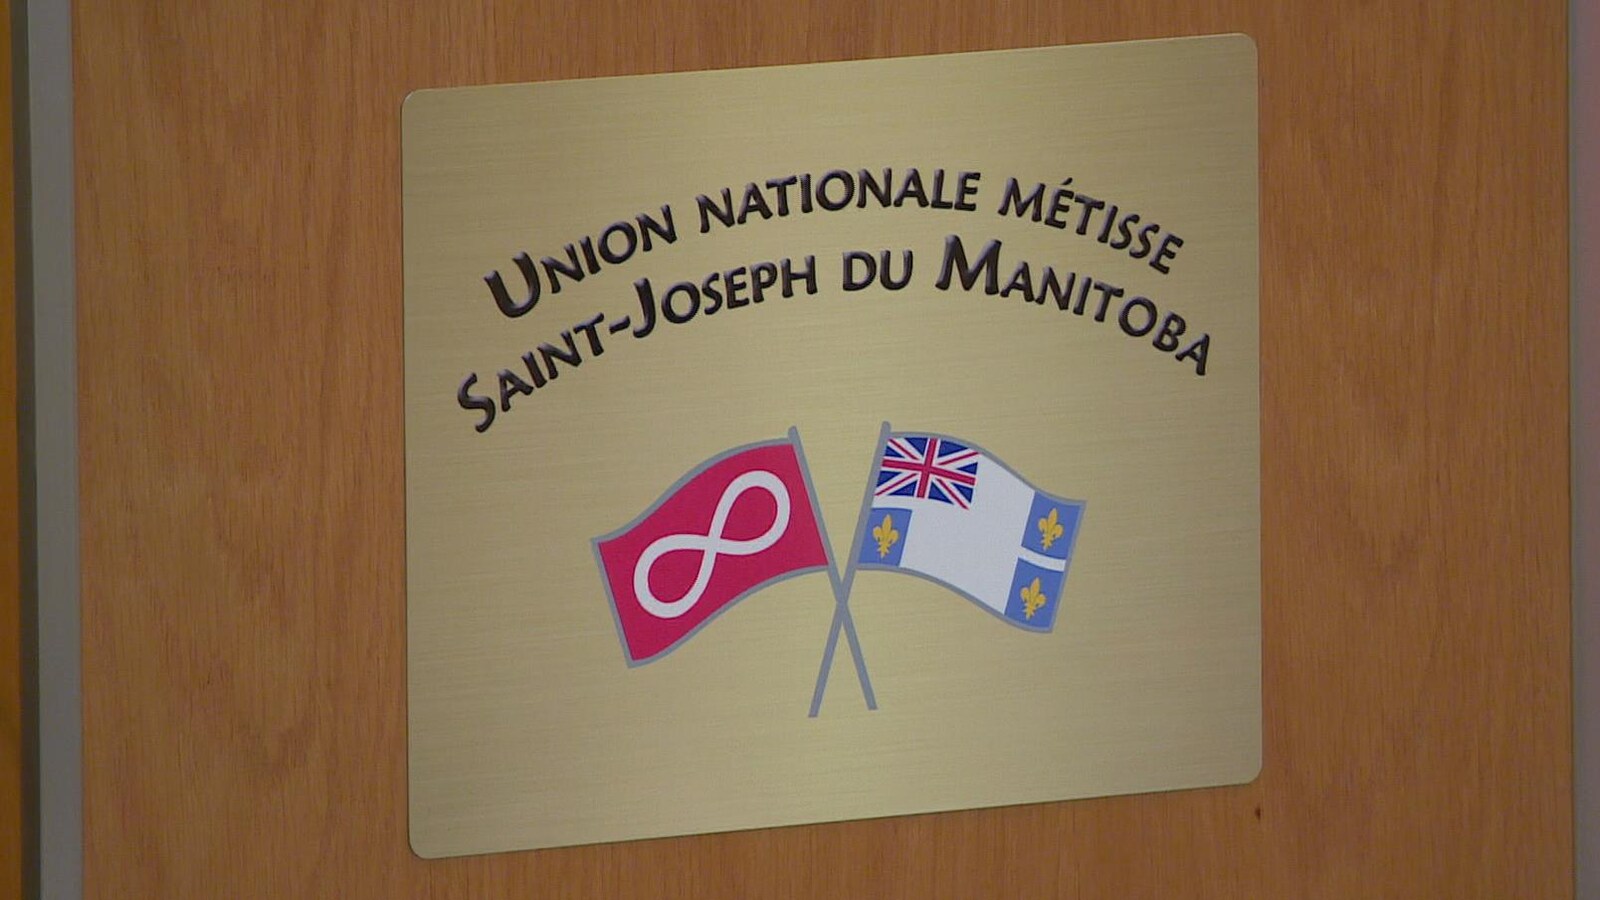 Union nationale métisse
Saint-Joseph du Manitoba